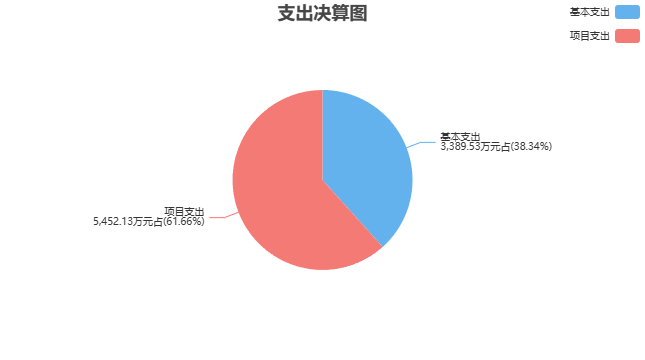 支出决算图
基本支出
项目支出
基本支出
3,389.53万元占(38.34%)
项目支出
5,452.13万元占(61.66%)